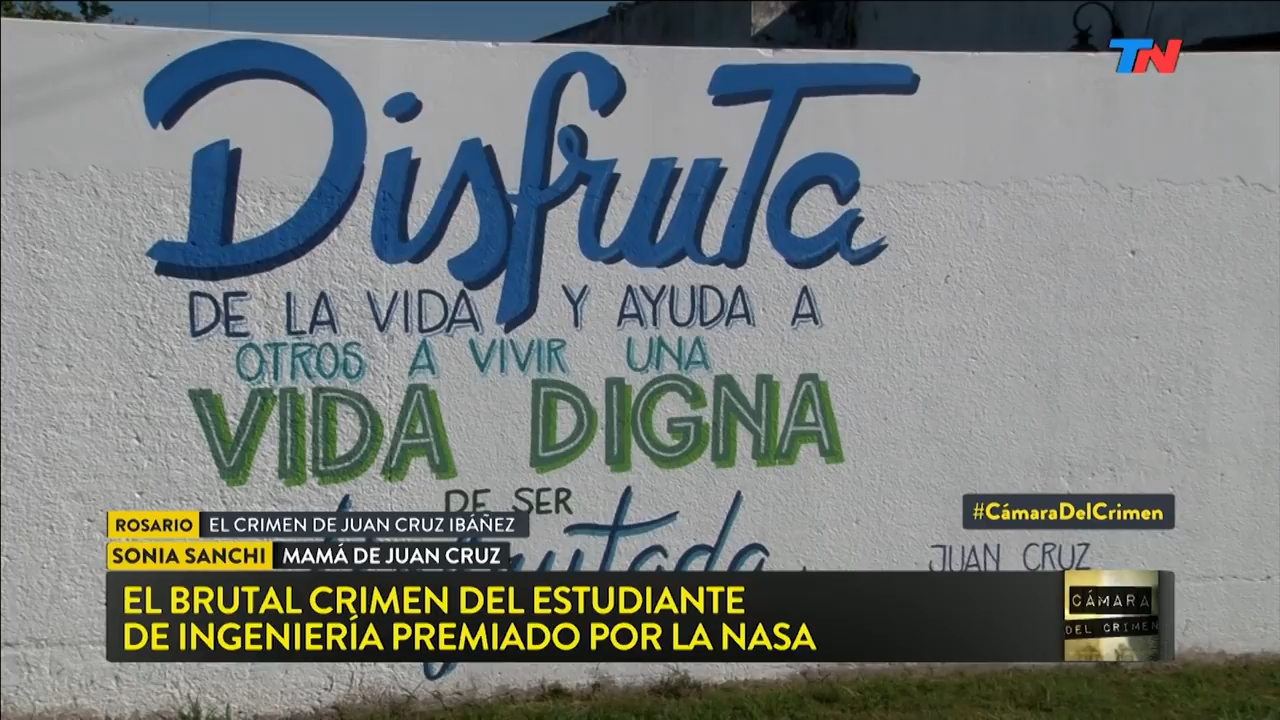 TN
Disfruta
DE LA VIDA Y AYUDA A
OTROS A VIVIR UNA
VIDA DIGNA
DE SER
JUAN CRUZ
#CámaraDelCrimen
ROSARIO EL CRIMEN DE JUAN CRUZ IBÁÑEZ
SONIA SANCHI MAMÁ DE JUAN CRUZ
EL BRUTAL CRIMEN DEL ESTUDIANTE
DE INGENIERÍA PREMIADO POR LA NASA
CÁMARA
DEL CRIMEN